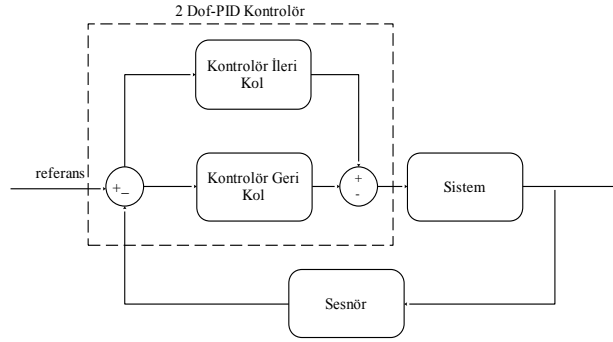 2 Dof-PID Kontrolör
Kontrolör İleri
Kol
referans
+_
Kontrolör Geri
Kol
+
-
Sistem
Sesnör